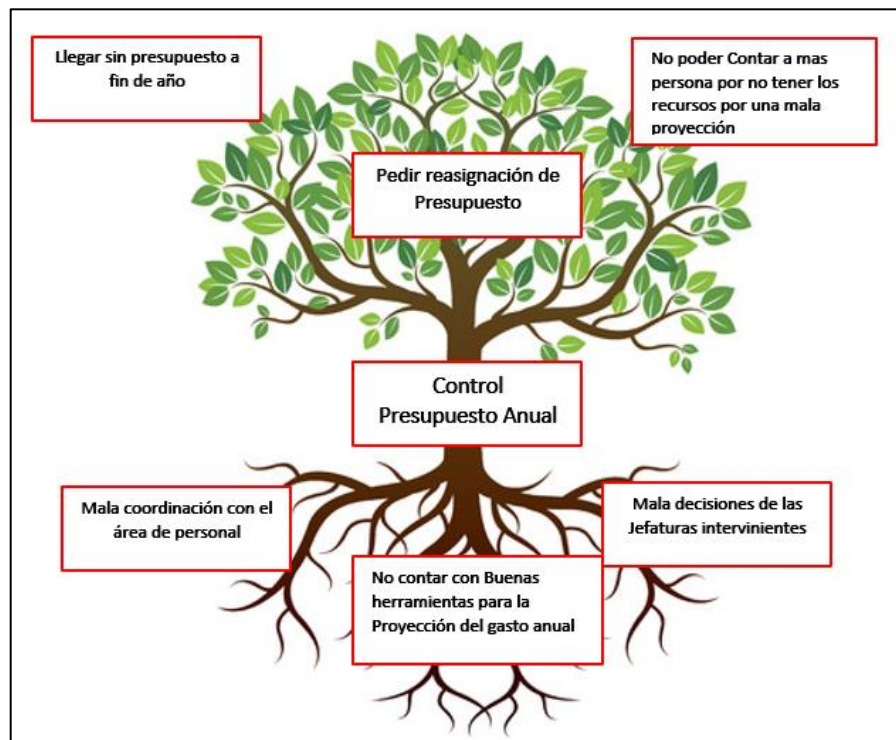 Llegar sin presupuesto a
fin de año
No poder Contar a mas
persona por no tener los
recursos por una mala
proyección
Pedir reasignación de
Presupuesto
Control
Presupuesto Anual
Mala coordinación con el
área de personal
Mala decisiones de las
Jefaturas intervinientes
No contar con Buenas
herramientas para la
Proyección del gasto anual